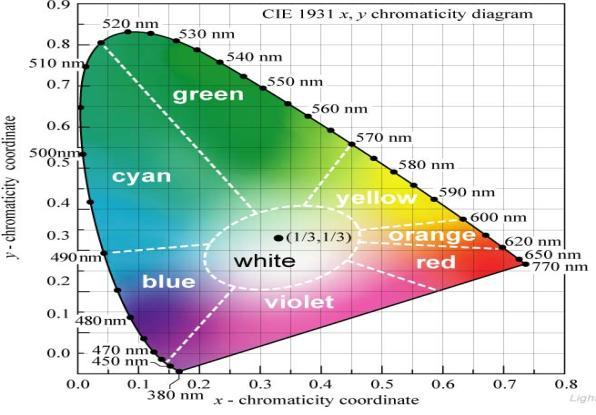 CIE 1931 x, y chromaticity diagram
0.9
0.8
0.7
0.6
0.5
0.4
0.3
0.2
0.1
0.0
y - chromaticity coordinate
520 nm
530 nm
540 nm
550 nm
560 nm
570 nm
580 nm
590 nm
600 nm
620 nm
650 nm
770 nm
510 nm
500nm
490nm
480nm
470 nm
450 nm
380 nm
green
cyan
yellow
orange
red
(1/3,1/3)
white
blue
violet
0.0 0.1 0.2 0.3 0.4 0.5 0.6 0.7 0.8
x - chromaticity coordinate
Light